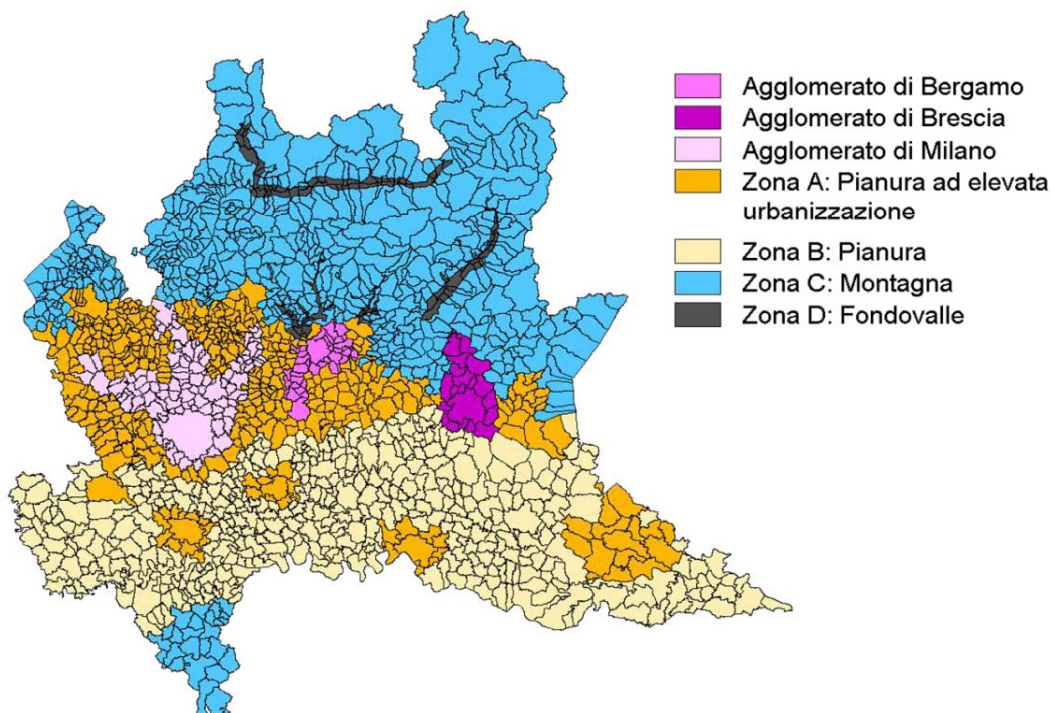 Agglomerato di Bergamo
Agglomerato di Brescia
Agglomerato di Milano
Zona A: Pianura ad elevata
urbanizzazione
Zona B: Pianura
Zona C: Montagna
Zona D: Fondovalle